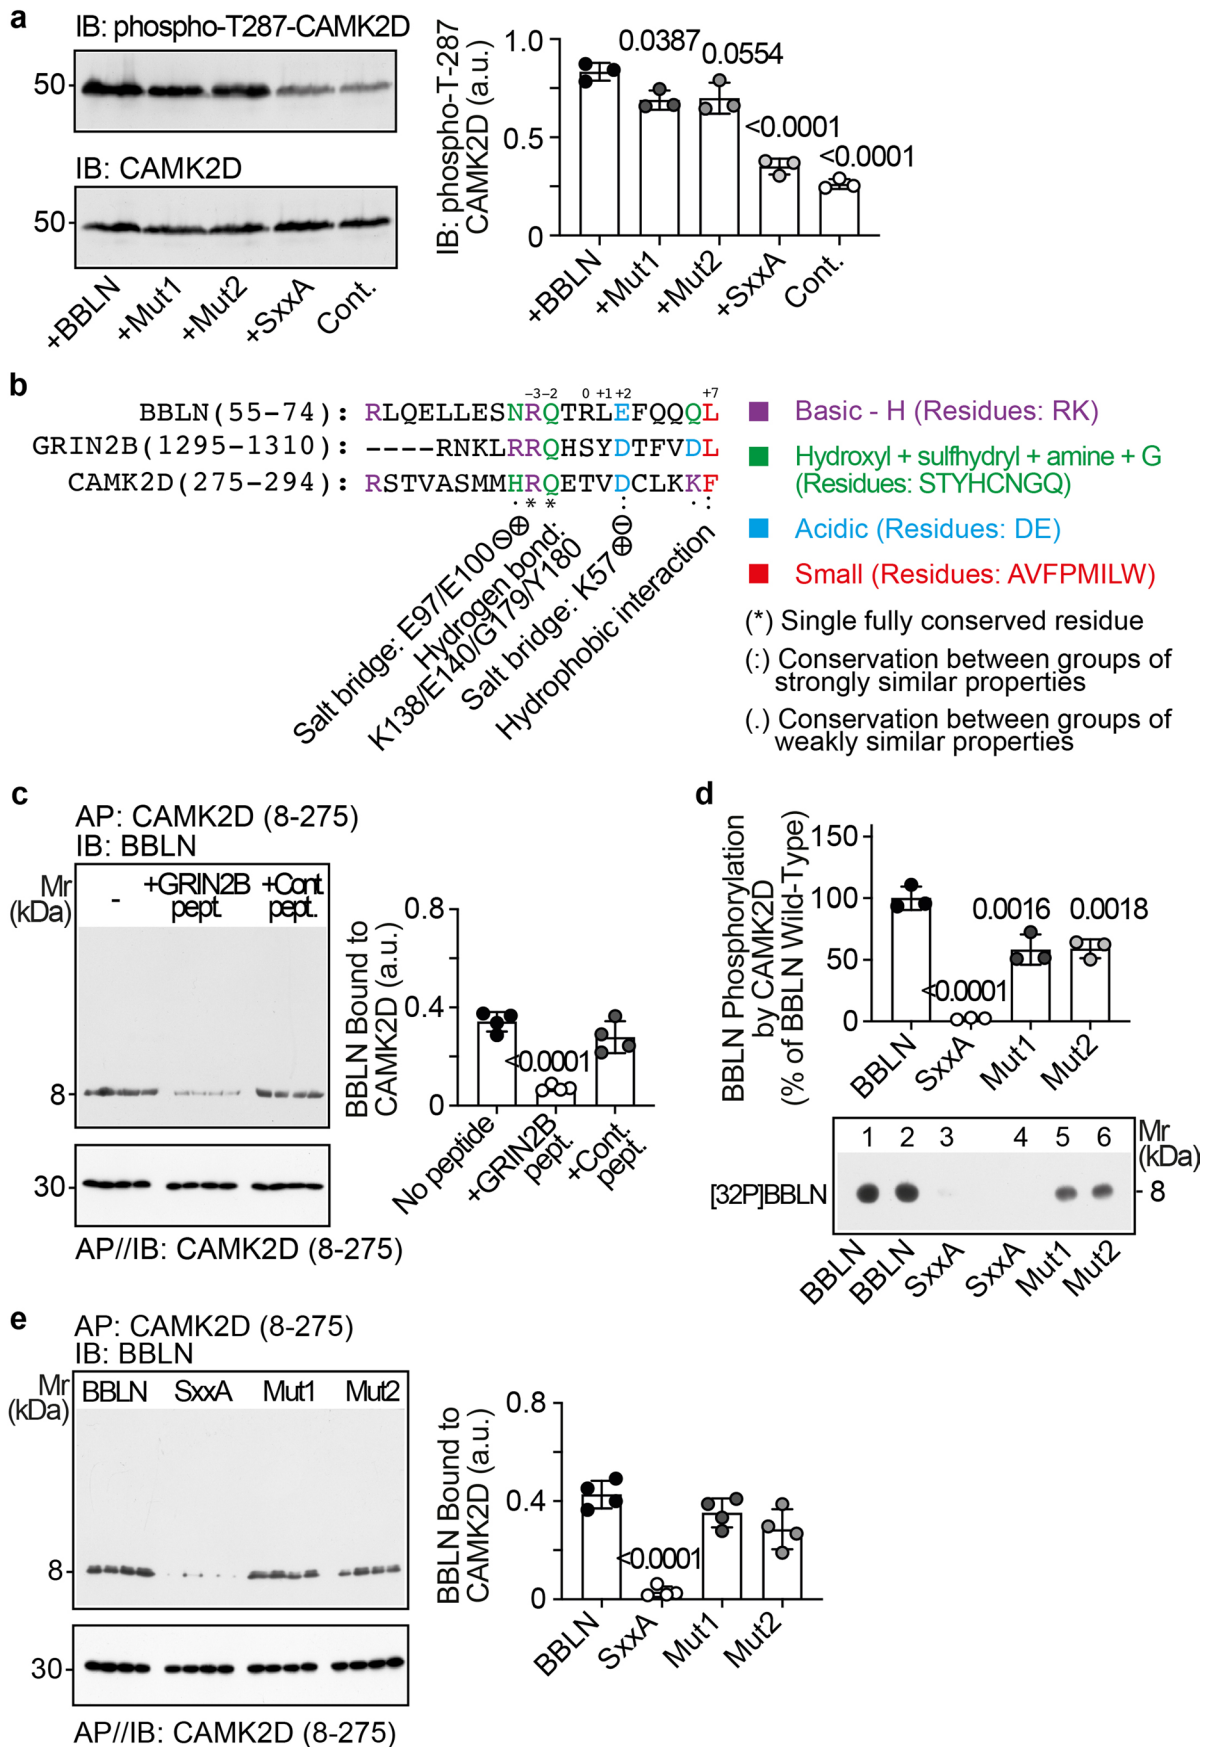 a
IB: phospho-T287-CAMK2D
50
IB: CAMK2D
50
+BBLN
+Mut1
+Mut2
+SxxA
Cont.
IB: phospho-T-287
CAMK2D (a.u.)
1.0
0.5
0
0.0387
0.0554
<0.0001
<0.0001
+BBLN
+Mut1
+Mut2
+SxxA
Cont.
b
−3 −2 0 +1 +2 +7
BBLN(55-74): RLQELLESNRQTRLEFQQQL
GRIN2B(1295-1310): ----RNKLRRQHSYDTFVDL
CAMK2D(275-294): RSTVASMMHRQETVDCLKKF
. * * : . :
Salt bridge: E97/E100 ⊖⊕
Hydrogen bond:
K138/E140/G179/Y180
Salt bridge: K57 ⊕⊖
Hydrophobic interaction
Basic - H (Residues: RK)
Hydroxyl + sulfhydryl + amine + G
(Residues: STYHCNGQ)
Acidic (Residues: DE)
Small (Residues: AVFPMILW)
(*) Single fully conserved residue
(:) Conservation between groups of
strongly similar properties
(.) Conservation between groups of
weakly similar properties
c
AP: CAMK2D (8-275)
IB: BBLN
Mr
(kDa)
-
+GRIN2B
pept.
+Cont
pept.
8
30
AP//IB: CAMK2D (8-275)
BBLN Bound to
CAMK2D (a.u.)
0.8
0.4
0
<0.0001
No peptide
+GRIN2B
pept.
+Cont.
pept.
d
BBLN Phosphorylation
by CAMK2D
(% of BBLN Wild-Type)
150
100
50
0
<0.0001
0.0016
0.0018
BBLN
SxxA
Mut1
Mut2
1 2 3 4 5 6
Mr
(kDa)
[32P]BBLN
8
BBLN
BBLN
SxxA
SxxA
Mut1
Mut2
e
AP: CAMK2D (8-275)
IB: BBLN
Mr
(kDa)
BBLN SxxA Mut1 Mut2
8
30
AP//IB: CAMK2D (8-275)
BBLN Bound to
CAMK2D (a.u.)
0.8
0.4
0
<0.0001
BBLN
SxxA
Mut1
Mut2